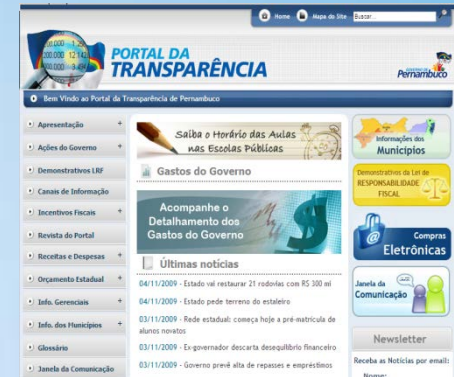 Home Mapa do Site Buscar...
PORTAL DA
TRANSPARÊNCIA
Pernambuco
Bem Vindo ao Portal da Transparência de Pernambuco
Apresentação +
Ações do Governo +
Demonstrativos LRF
Canais de Informação
Incentivos Fiscais +
Revista do Portal
Receitas e Despesas +
Orçamento Estadual +
Info. Gerenciais +
Info. dos Municípios +
Glossário
Janela da Comunicação
Saiba o Horário das Aulas
nas Escolas Públicas
Gastos do Governo
Acompanhe o
Detalhamento dos
Gastos do Governo
Últimas notícias
04/11/2009 - Estado vai restaurar 21 rodovias com R$ 300 mi
04/11/2009 - Estado pede terreno do estaleiro
03/11/2009 - Rede estadual: começa hoje a pré-matrícula de
alunos novatos
03/11/2009 - Ex-governador descarta desequilíbrio financeiro
03/11/2009 - Governo prevê alta de repasses e empréstimos
Informações dos
Municípios
Demonstrativos da Lei de
RESPONSABILIDADE
FISCAL
@ Compras
Eletrônicas
Janela da
Comunicação
Newsletter
Receba as Notícias por email:
Nome: